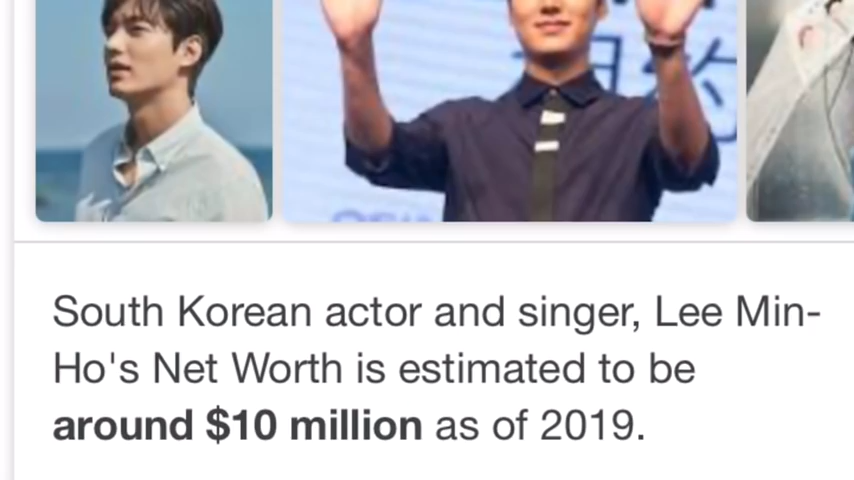 South Korean actor and singer, Lee Min-
Ho's Net Worth is estimated to be
around $10 million as of 2019.